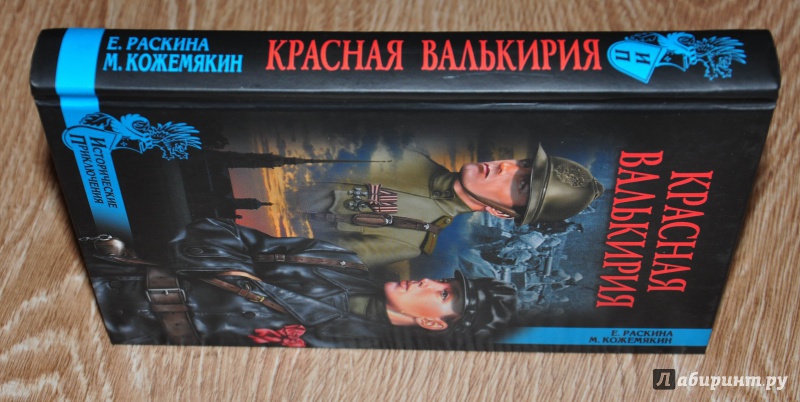 Е. РАСКИНА
М. КОЖЕМЯКИН
КРАСНАЯ ВАЛЬКИРИЯ
И
П
ИСТОРИЧЕСКИЕ
ПРИКЛЮЧЕНИЯ
КРАСНАЯ
ВАЛЬКИРИЯ
Е. РАСКИНА
М. КОЖЕМЯКИН
Лабиринт.ру